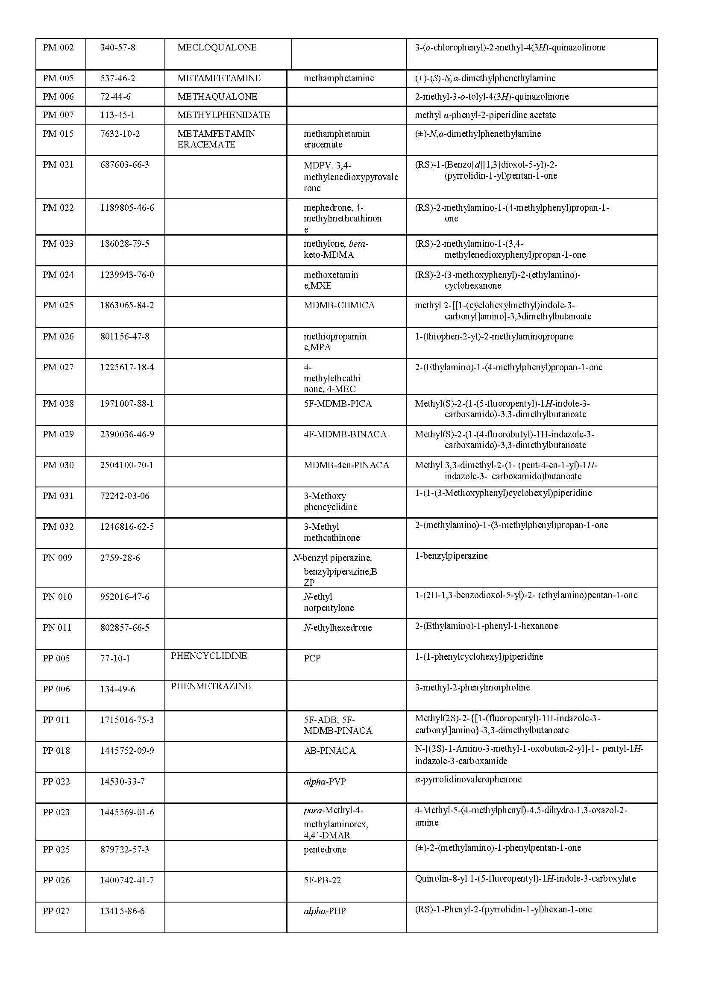 PM 002 340-57-8 MECLOQUALONE 3-(o-chlorophenyl)-2-methyl-4(3H)-quinazolinone
PM 005 537-46-2 METAMFETAMINE methamphetamine (+)-(S)-N,α-dimethylphenethylamine
PM 006 72-44-6 METHAQUALONE 2-methyl-3-o-tolyl-4(3H)-quinazolinone
PM 007 113-45-1 METHYLPHENIDATE methyl α-phenyl-2-piperidine acetate
PM 015 7632-10-2 METAMFETAMIN methamphetamin (±)-N,α-dimethylphenethylamine
ERACEMATE eracemate
PM 021 687603-66-3 MDPV, 3,4- (RS)-1-(Benzo[d][1,3]dioxol-5-yl)-2-
methylenedioxypyrovale (pyrrolidin-1-yl)pentan-1-one
rone
PM 022 1189805-46-6 mephedrone, 4- (RS)-2-methylamino-1-(4-methylphenyl)propan-1-
methylmethcathinon one
e
PM 023 186028-79-5 methylone, beta- (RS)-2-methylamino-1-(3,4-
keto-MDMA methylenedioxyphenyl)propan-1-one
PM 024 1239943-76-0 methoxetamin (RS)-2-(3-methoxyphenyl)-2-(ethylamino)-
e,MXE cyclohexanone
PM 025 1863065-84-2 MDMB-CHMICA methyl 2-[[1-(cyclohexylmethyl)indole-3-
carbonyl]amino]-3,3dimethylbutanoate
PM 026 801156-47-8 methiopropamin 1-(thiophen-2-yl)-2-methylaminopropane
e,MPA
PM 027 1225617-18-4 4- 2-(Ethylamino)-1-(4-methylphenyl)propan-1-one
methylethcathi
none, 4-MEC
PM 028 1971007-88-1 5F-MDMB-PICA Methyl(S)-2-(1-(5-fluoropentyl)-1H-indole-3-
carboxamido)-3,3-dimethylbutanoate
PM 029 2390036-46-9 4F-MDMB-BINACA Methyl(S)-2-(1-(4-fluorobutyl)-1H-indazole-3-
carboxamido)-3,3-dimethylbutanoate
PM 030 2504100-70-1 MDMB-4en-PINACA Methyl 3,3-dimethyl-2-(1- (pent-4-en-1-yl)-1H-
indazole-3- carboxamido)butanoate
PM 031 72242-03-06 3-Methoxy 1-(1-(3-Methoxyphenyl)cyclohexyl)piperidine
phencyclidine
PM 032 1246816-62-5 3-Methyl 2-(methylamino)-1-(3-methylphenyl)propan-1-one
methcathinone
PN 009 2759-28-6 N-benzyl piperazine, 1-benzylpiperazine
benzylpiperazine,B
ZP
PN 010 952016-47-6 N-ethyl 1-(2H-1,3-benzodioxol-5-yl)-2- (ethylamino)pentan-1-one
norpentylone
PN 011 802857-66-5 N-ethylhexedrone 2-(Ethylamino)-1-phenyl-1-hexanone
PP 005 77-10-1 PHENCYCLIDINE PCP 1-(1-phenylcyclohexyl)piperidine
PP 006 134-49-6 PHENMETRAZINE 3-methyl-2-phenylmorpholine
PP 011 1715016-75-3 5F-ADB, 5F- Methyl(2S)-2-{[1-(fluoropentyl)-1H-indazole-3-
MDMB-PINACA carbonyl]amino}-3,3-dimethylbutanoate
PP 018 1445752-09-9 AB-PINACA N-[(2S)-1-Amino-3-methyl-1-oxobutan-2-yl]-1- pentyl-1H-
indazole-3-carboxamide
PP 022 14530-33-7 alpha-PVP α-pyrrolidinovalerophenone
PP 023 1445569-01-6 para-Methyl-4- 4-Methyl-5-(4-methylphenyl)-4,5-dihydro-1,3-oxazol-2-
methylaminorex, amine
4,4’-DMAR
PP 025 879722-57-3 pentedrone (±)-2-(methylamino)-1-phenylpentan-1-one
PP 026 1400742-41-7 5F-PB-22 Quinolin-8-yl 1-(5-fluoropentyl)-1H-indole-3-carboxylate
PP 027 13415-86-6 alpha-PHP (RS)-1-Phenyl-2-(pyrrolidin-1-yl)hexan-1-one